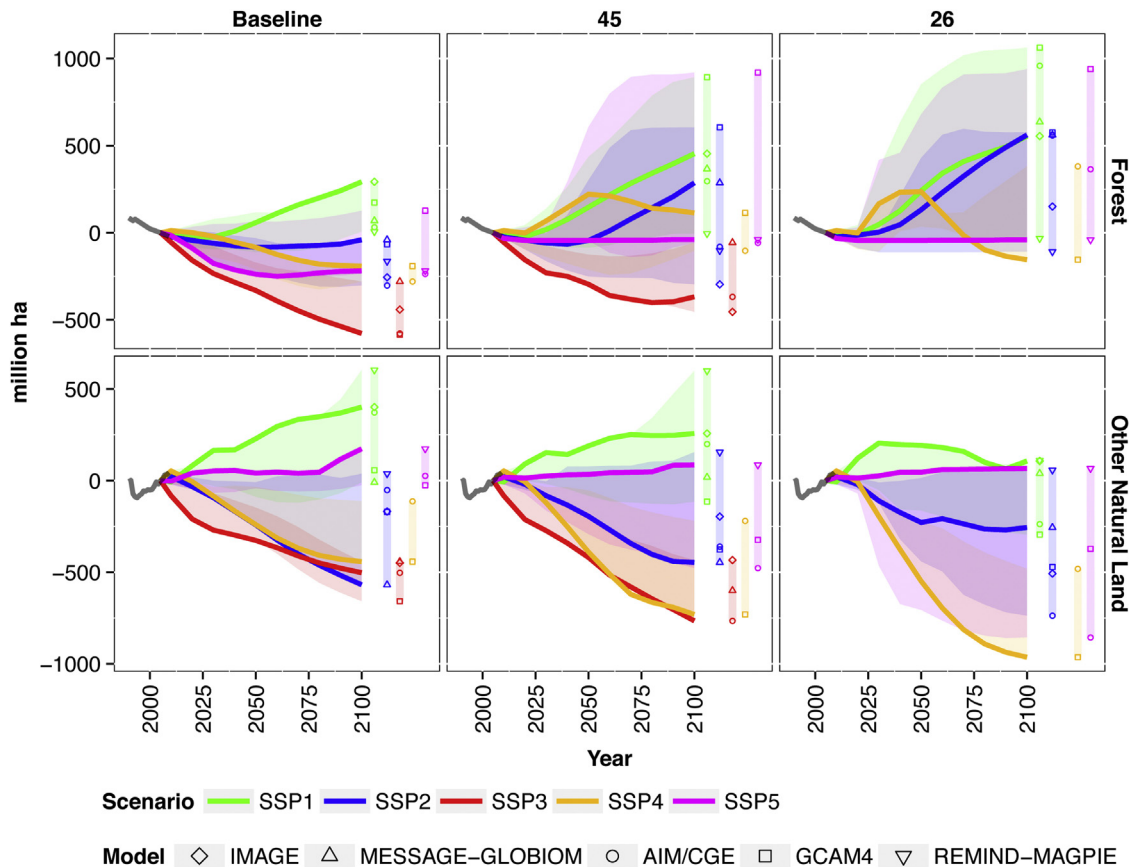 Baseline 45 26
1000
500
0
−500
Forest
million ha
500
0
−500
−1000
Other Natural Land
2000 2025 2050 2075 2100 2000 2025 2050 2075 2100 2000 2025 2050 2075 2100
Year
Scenario SSP1 SSP2 SSP3 SSP4 SSP5
Model IMAGE MESSAGE−GLOBIOM AIM/CGE GCAM4 REMIND−MAGPIE